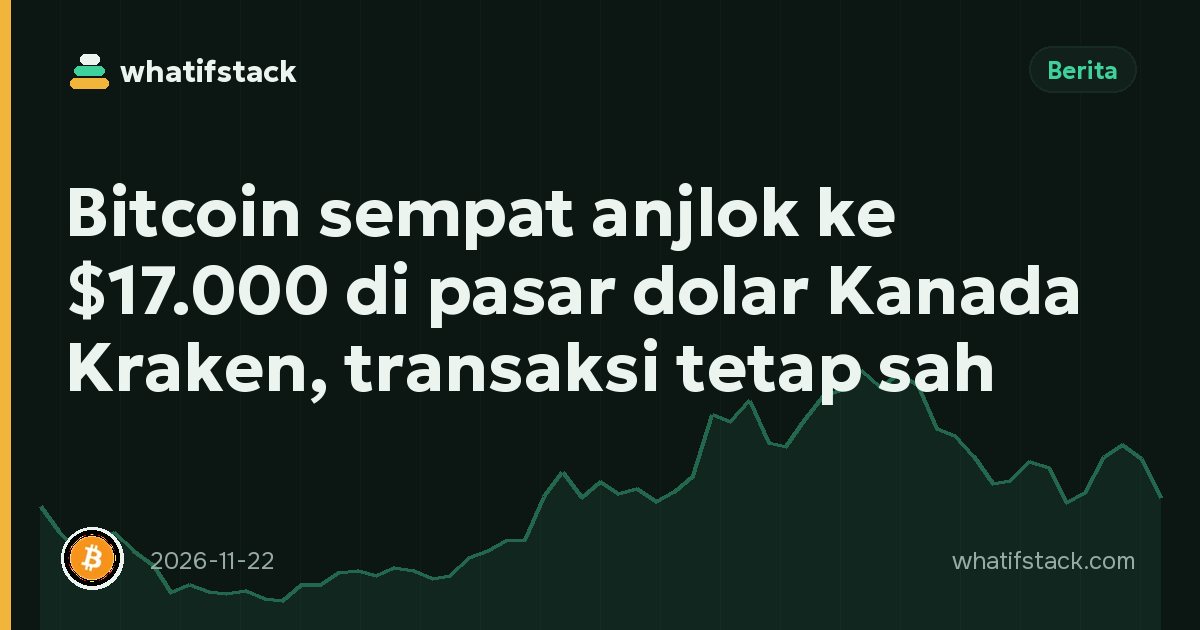 whatifstack
Berita
Bitcoin sempat anjlok ke
$17.000 di pasar dolar Kanada
Kraken, transaksi tetap sah
2026-11-22
whatifstack.com